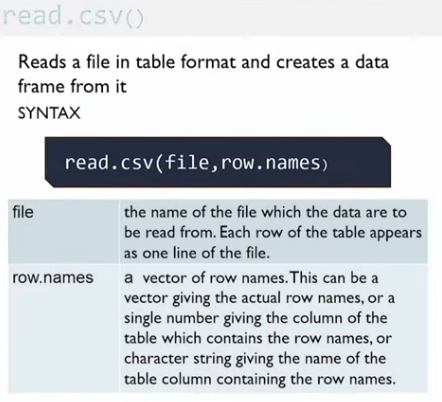 read.csv()
Reads a file in table format and creates a data
frame from it
SYNTAX
read.csv(file,row.names)
file
the name of the file which the data are to
be read from. Each row of the table appears
as one line of the file.
row.names
a vector of row names.This can be a
vector giving the actual row names, or a
single number giving the column of the
table which contains the row names, or
character string giving the name of the
table column containing the row names.